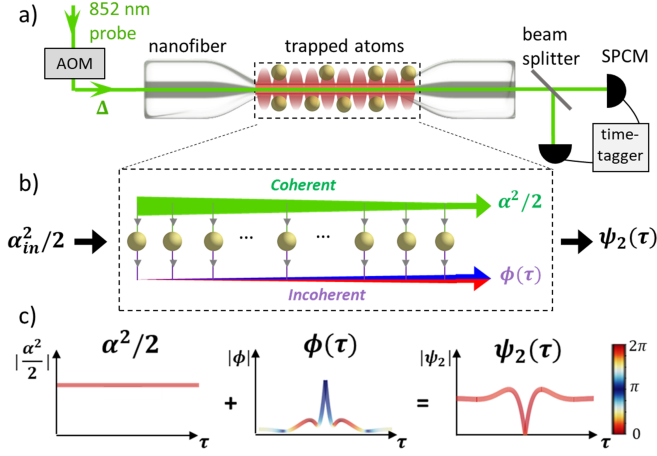 a)
852 nm
probe
AOM
Δ
nanofiber
trapped atoms
beam
splitter
SPCM
time-
tagger
b)
Coherent
α²/2
α²ᵢₙ/2
... ...
ψ₂(τ)
ϕ(τ)
Incoherent
c)
|α²/2|
α²/2
τ
+
|ϕ|
ϕ(τ)
τ
=
|ψ₂|
ψ₂(τ)
τ
2π
π
0